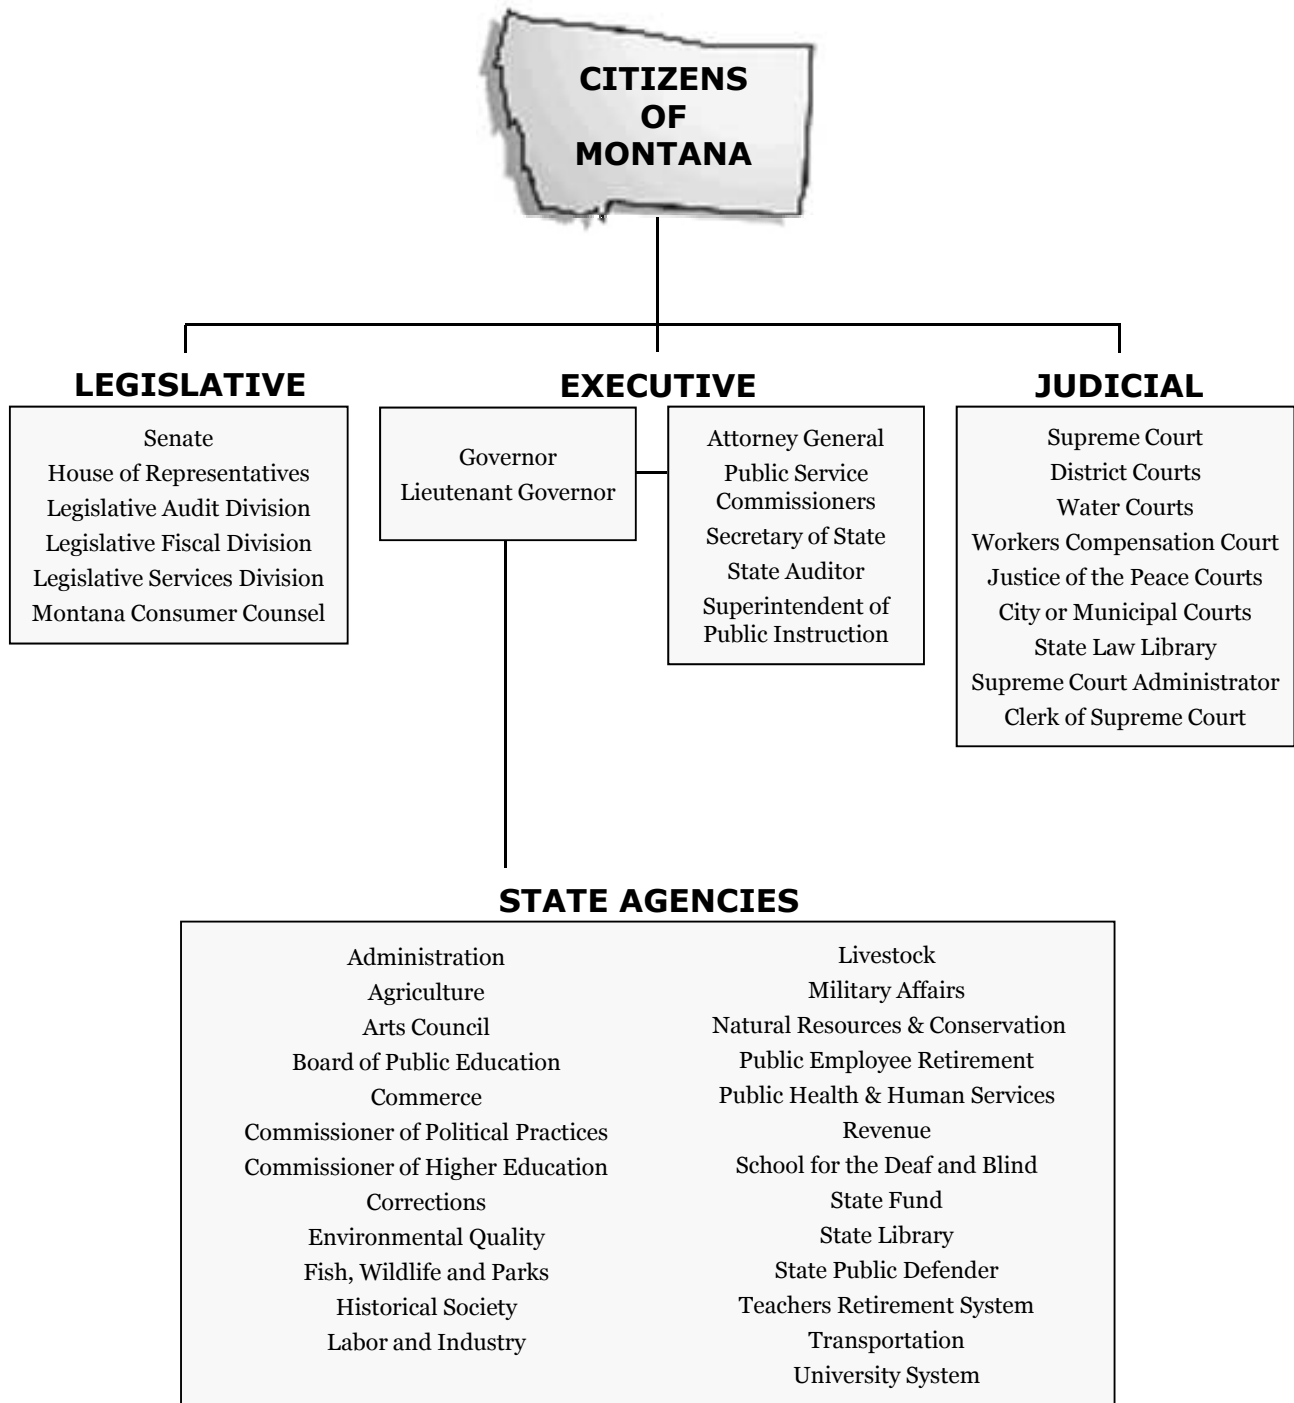 CITIZENS
OF
MONTANA
LEGISLATIVE
Senate
House of Representatives
Legislative Audit Division
Legislative Fiscal Division
Legislative Services Division
Montana Consumer Counsel
EXECUTIVE
Governor
Lieutenant Governor
Attorney General
Public Service
Commissioners
Secretary of State
State Auditor
Superintendent of
Public Instruction
JUDICIAL
Supreme Court
District Courts
Water Courts
Workers Compensation Court
Justice of the Peace Courts
City or Municipal Courts
State Law Library
Supreme Court Administrator
Clerk of Supreme Court
STATE AGENCIES
Administration
Agriculture
Arts Council
Board of Public Education
Commerce
Commissioner of Political Practices
Commissioner of Higher Education
Corrections
Environmental Quality
Fish, Wildlife and Parks
Historical Society
Labor and Industry
Livestock
Military Affairs
Natural Resources & Conservation
Public Employee Retirement
Public Health & Human Services
Revenue
School for the Deaf and Blind
State Fund
State Library
State Public Defender
Teachers Retirement System
Transportation
University System